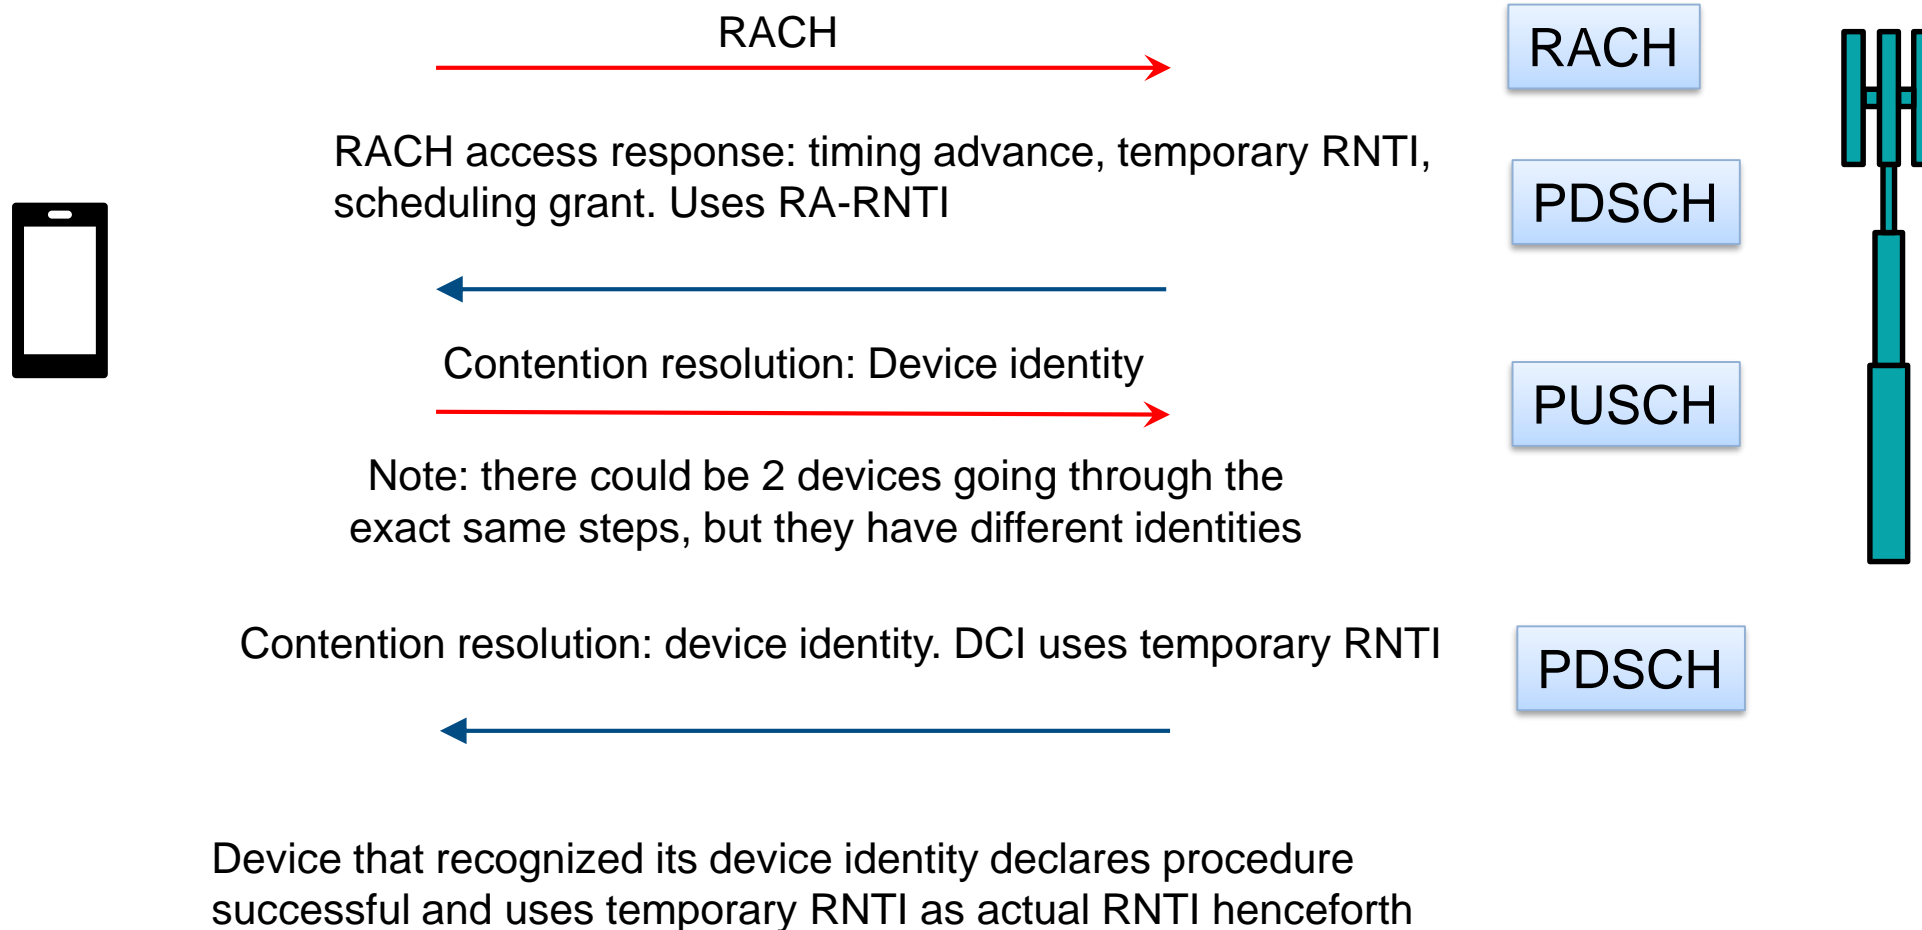 RACH
RACH
RACH access response: timing advance, temporary RNTI,
scheduling grant. Uses RA-RNTI
PDSCH
Contention resolution: Device identity
PUSCH
Note: there could be 2 devices going through the
exact same steps, but they have different identities
Contention resolution: device identity. DCI uses temporary RNTI
PDSCH
Device that recognized its device identity declares procedure
successful and uses temporary RNTI as actual RNTI henceforth